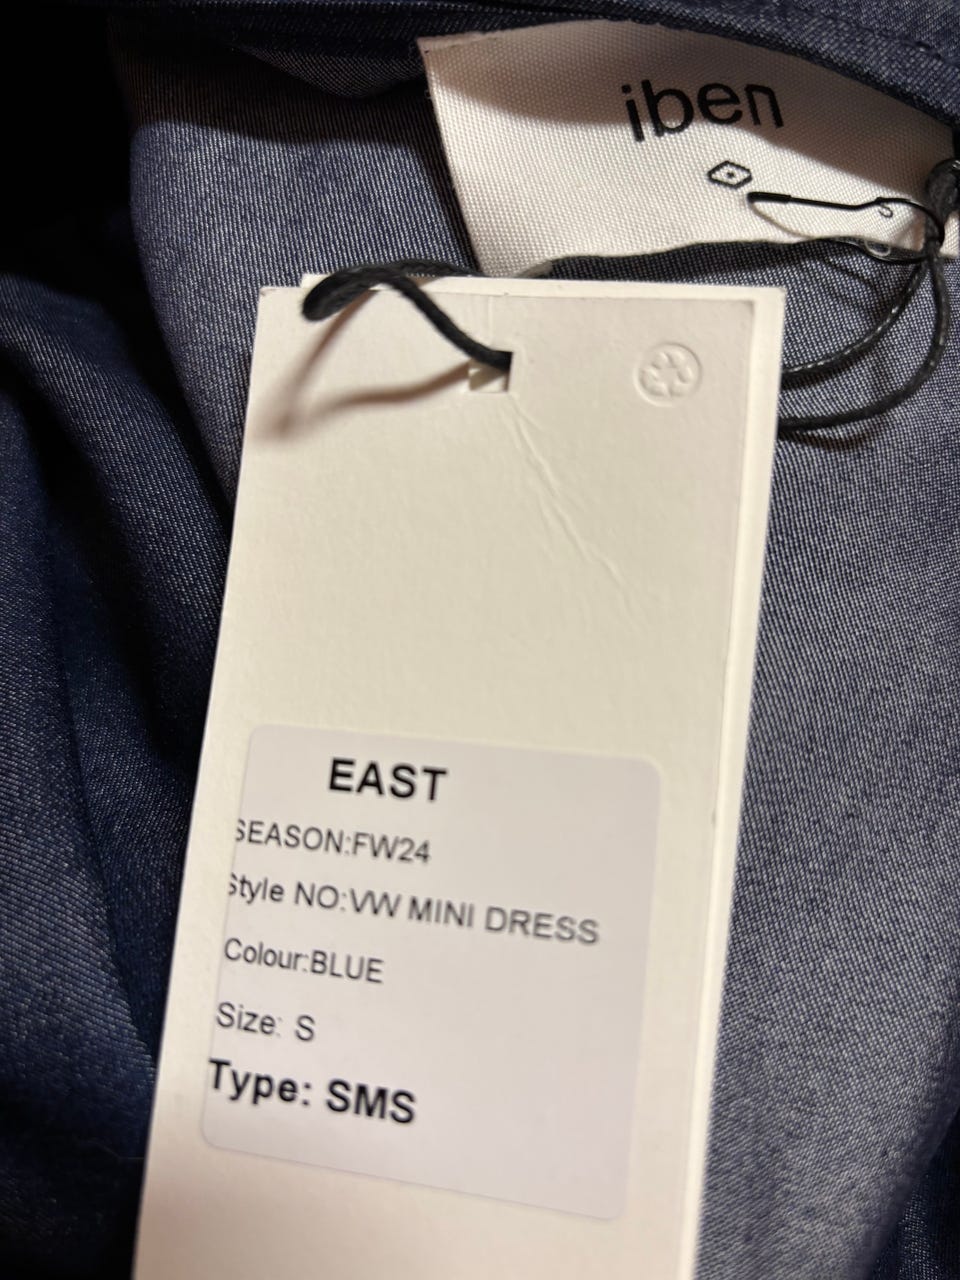 iben
EAST
SEASON:FW24
Style NO:VW MINI DRESS
Colour:BLUE
Size: S
Type: SMS